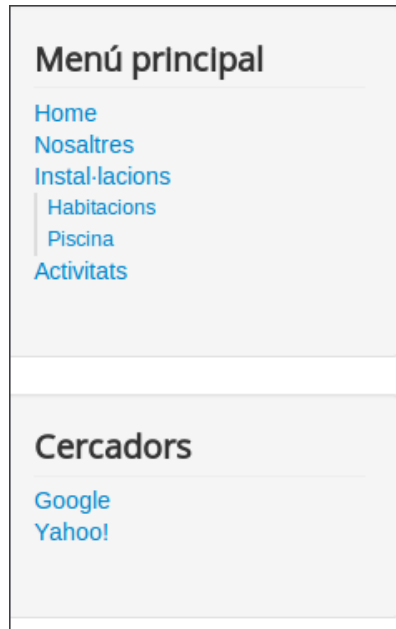 Menú principal
Home
Nosaltres
Instal·lacions
Habitacions
Piscina
Activitats
Cercadors
Google
Yahoo!